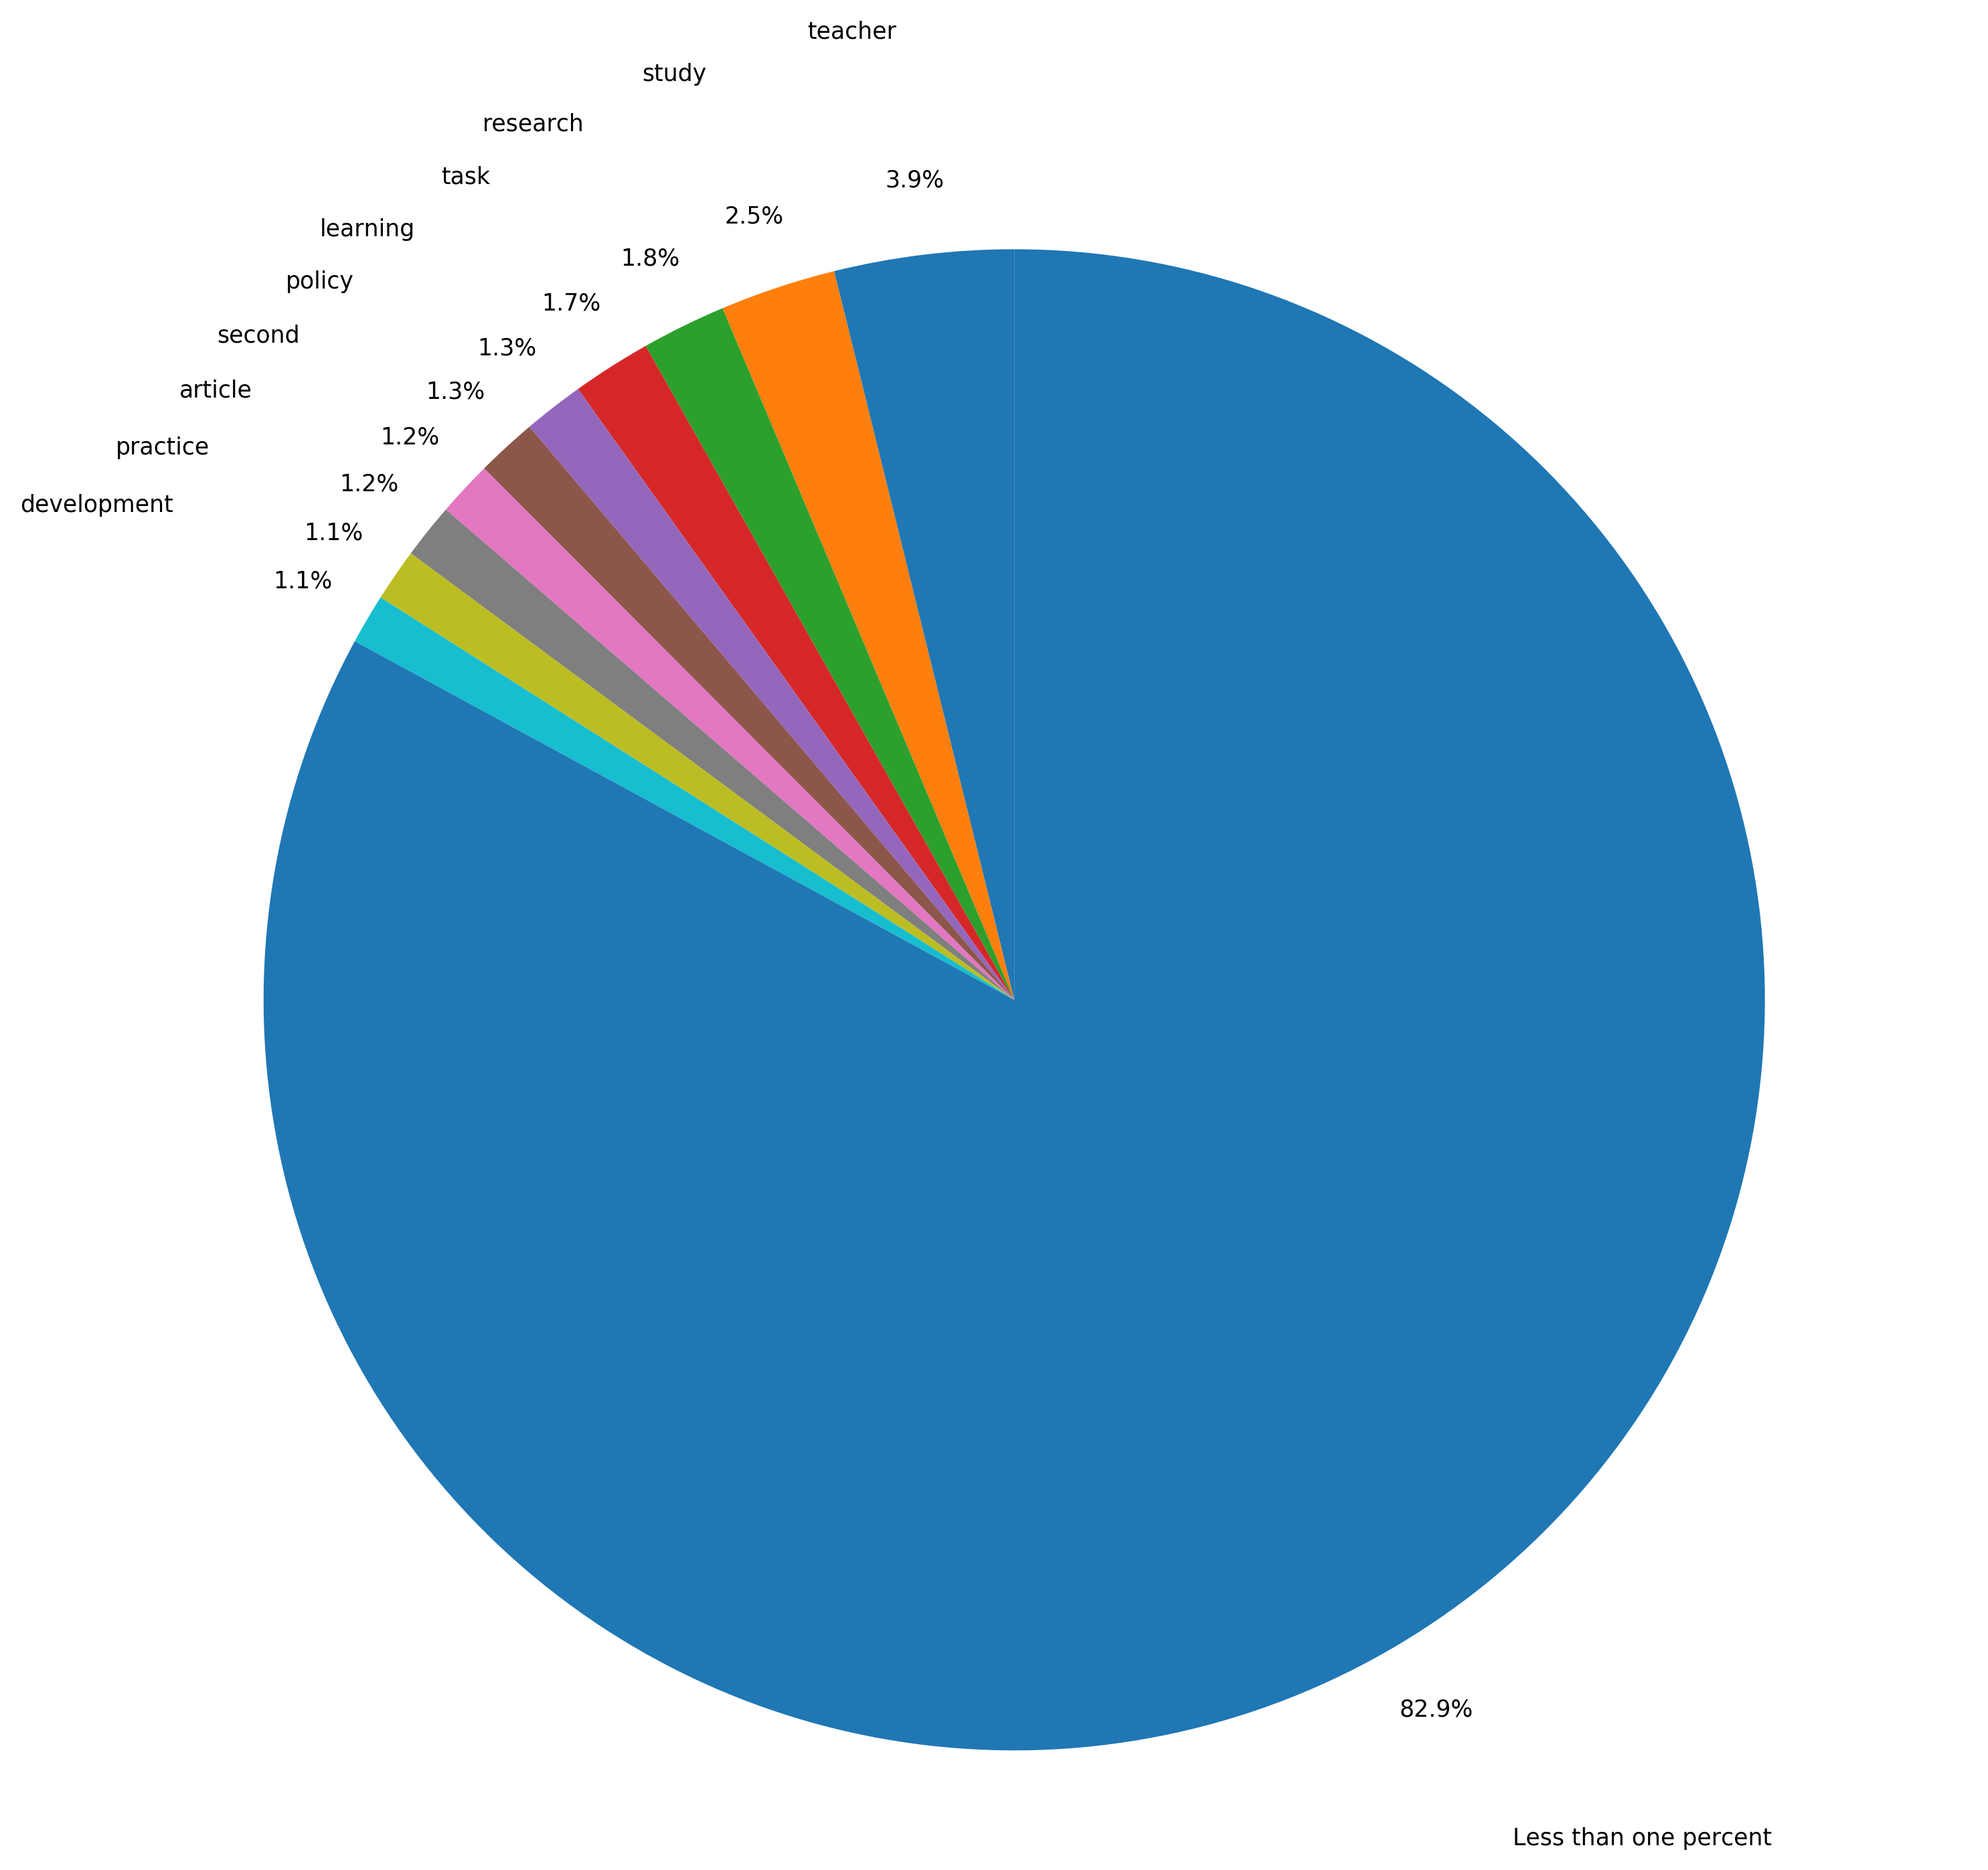 teacher
study
research
task
learning
policy
second
article
practice
development
3.9%
2.5%
1.8%
1.7%
1.3%
1.3%
1.2%
1.2%
1.1%
1.1%
82.9%
Less than one percent